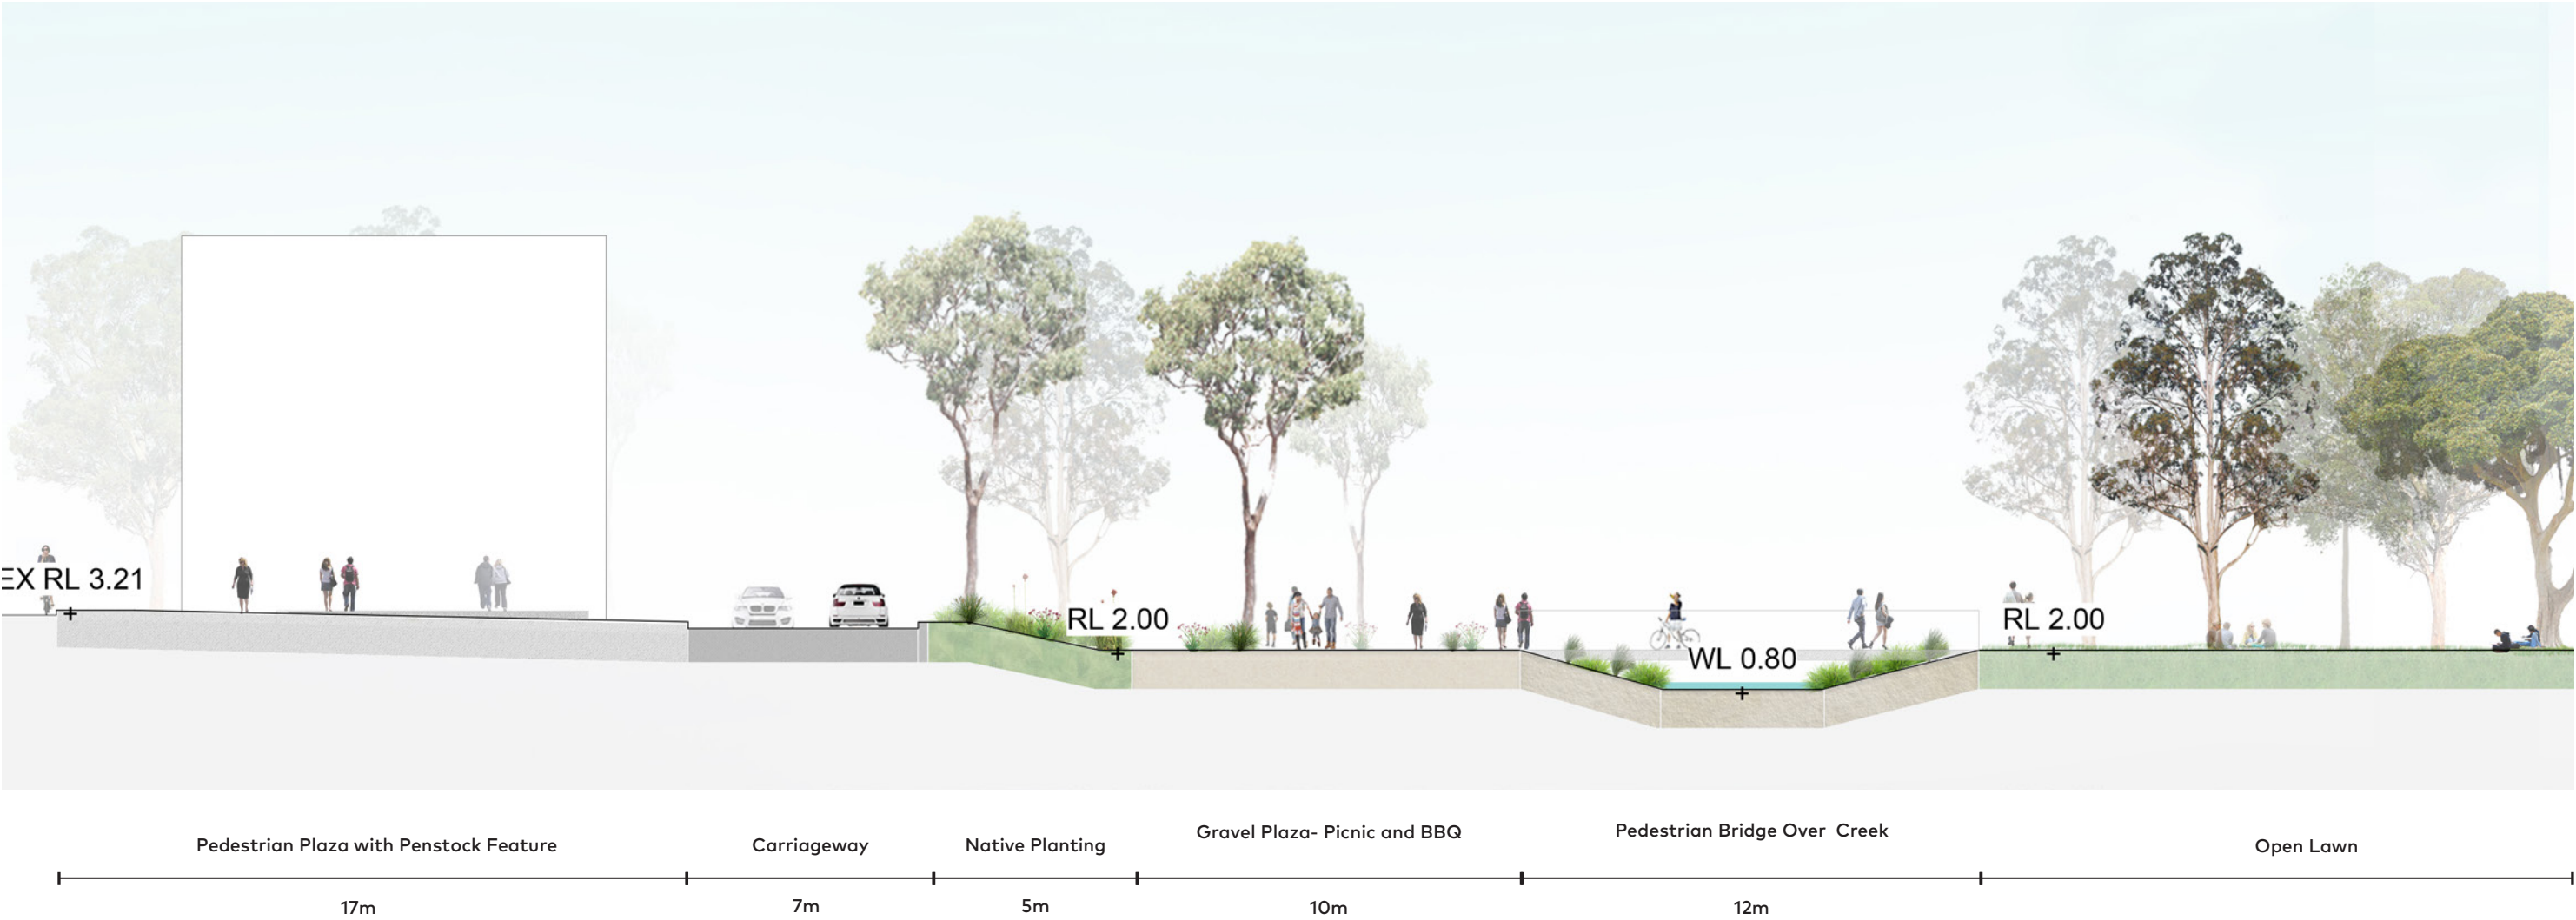 EX RL 3.21
RL 2.00
WL 0.80
RL 2.00
Pedestrian Plaza with Penstock Feature
Carriageway
Native Planting
Gravel Plaza- Picnic and BBQ
Pedestrian Bridge Over Creek
Open Lawn
17m
7m
5m
10m
12m